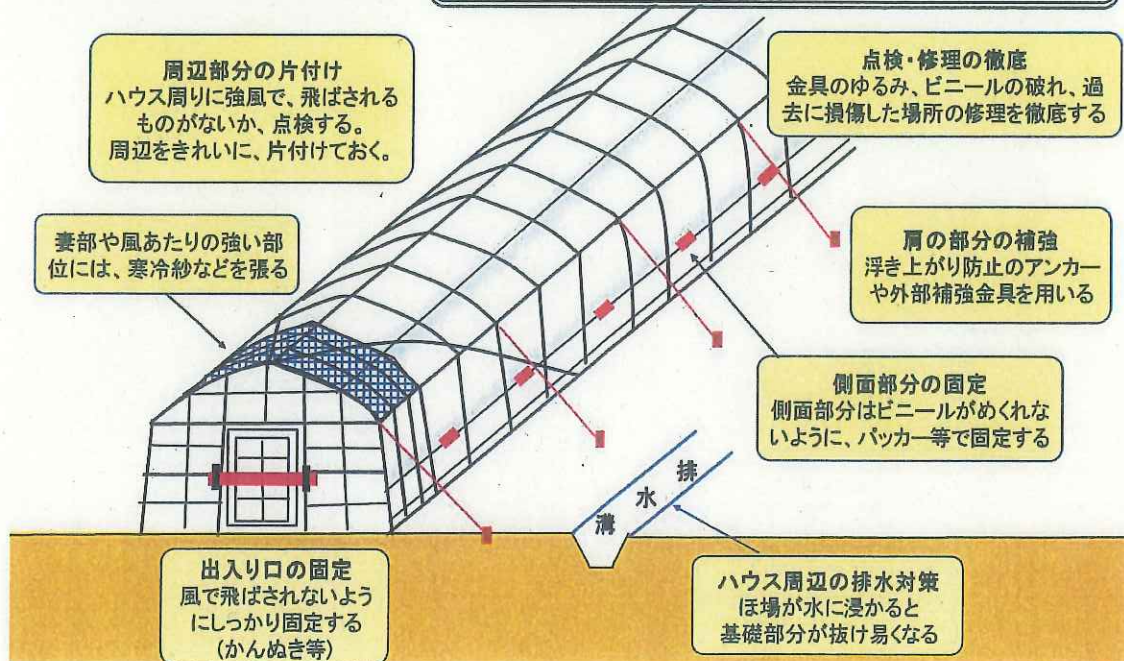 周辺部分の片付け
ハウス周りに強風で、飛ばされる
ものがないか、点検する。
周辺をきれいに、片付けておく。
点検・修理の徹底
金具のゆるみ、ビニールの破れ、過
去に損傷した場所の修理を徹底する
妻部や風あたりの強い部
位には、寒冷紗などを張る
肩の部分の補強
浮き上がり防止のアンカー
や外部補強金具を用いる
側面部分の固定
側面部分はビニールがめくれな
いように、パッカー等で固定する
排
水
溝
出入り口の固定
風で飛ばされないよう
にしっかり固定する
(かんぬき等)
ハウス周辺の排水対策
ほ場が水に浸かると
基礎部分が抜け易くなる